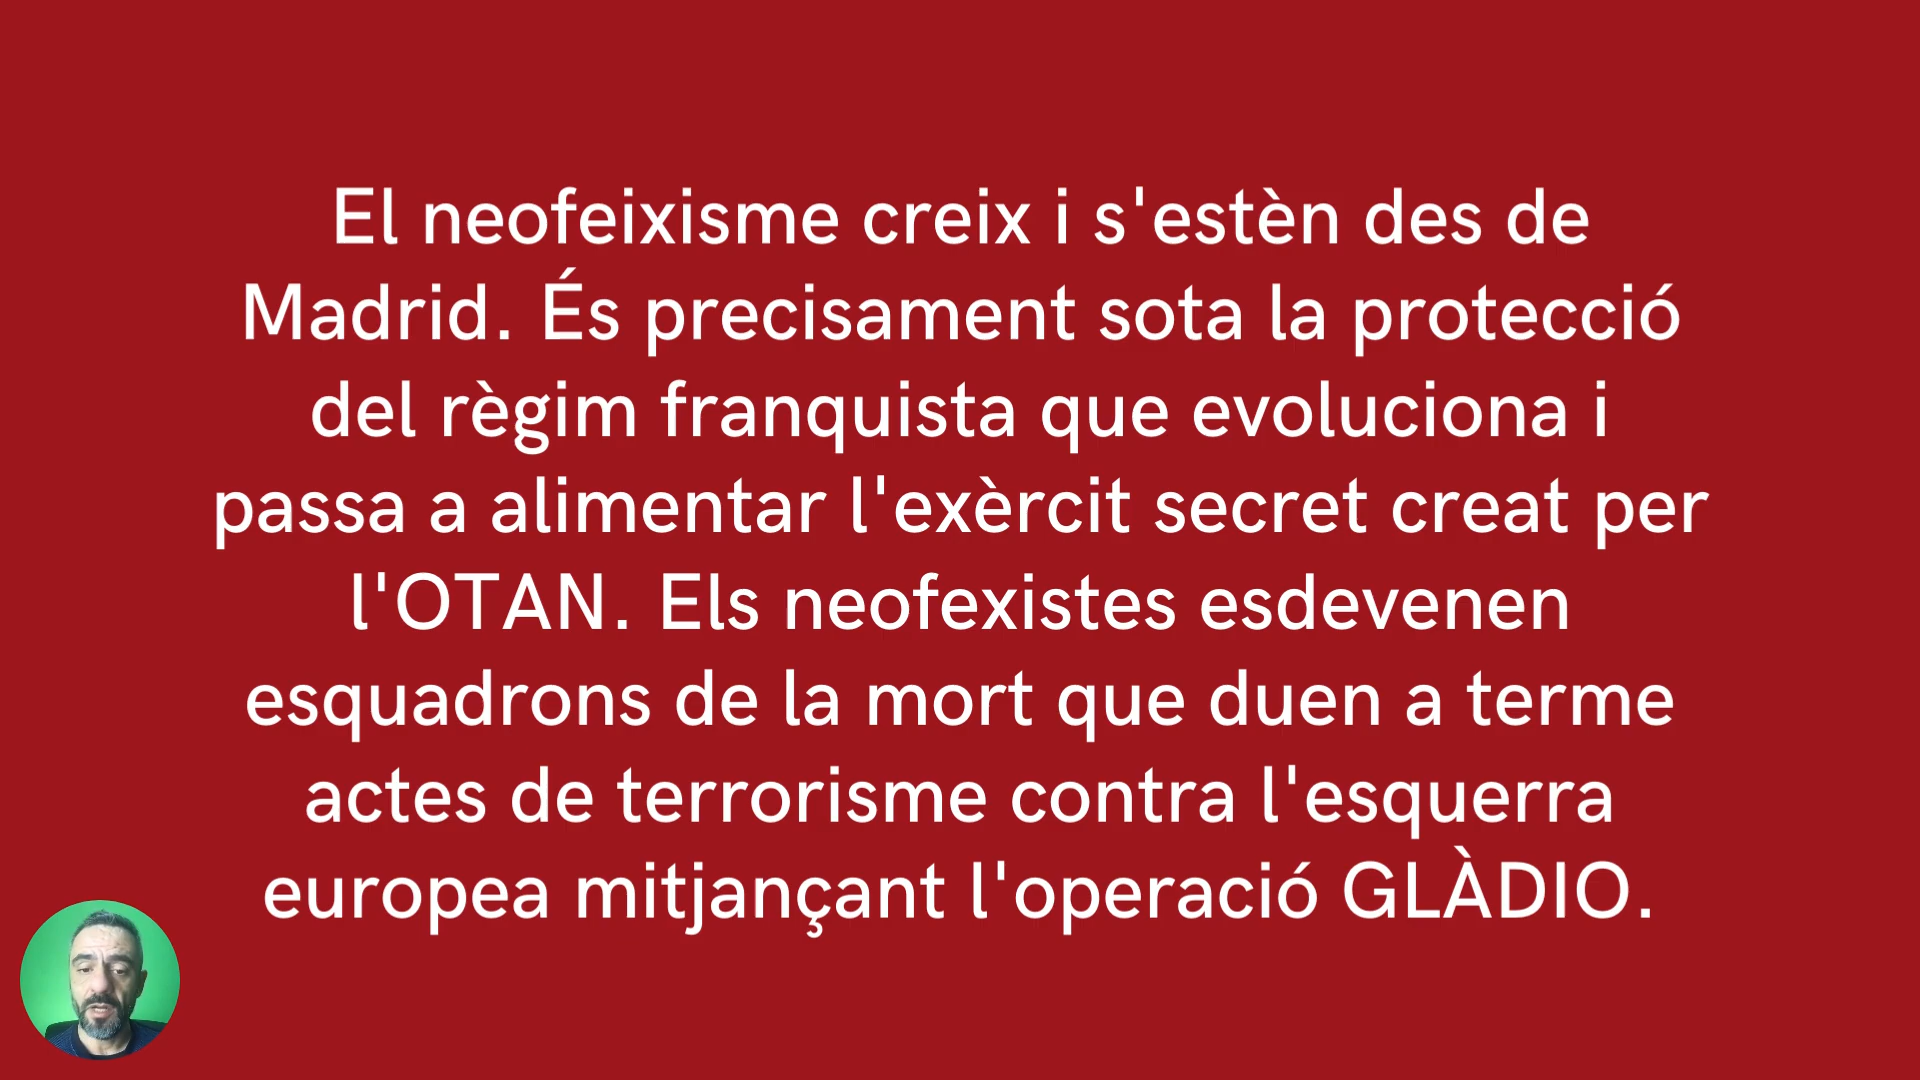 El neofeixisme creix i s'estèn des de
Madrid. És precisament sota la protecció
del règim franquista que evoluciona i
passa a alimentar l'exèrcit secret creat per
l'OTAN. Els neofexistes esdevenen
esquadrons de la mort que duen a terme
actes de terrorisme contra l'esquerra
europea mitjançant l'operació GLÀDIO.